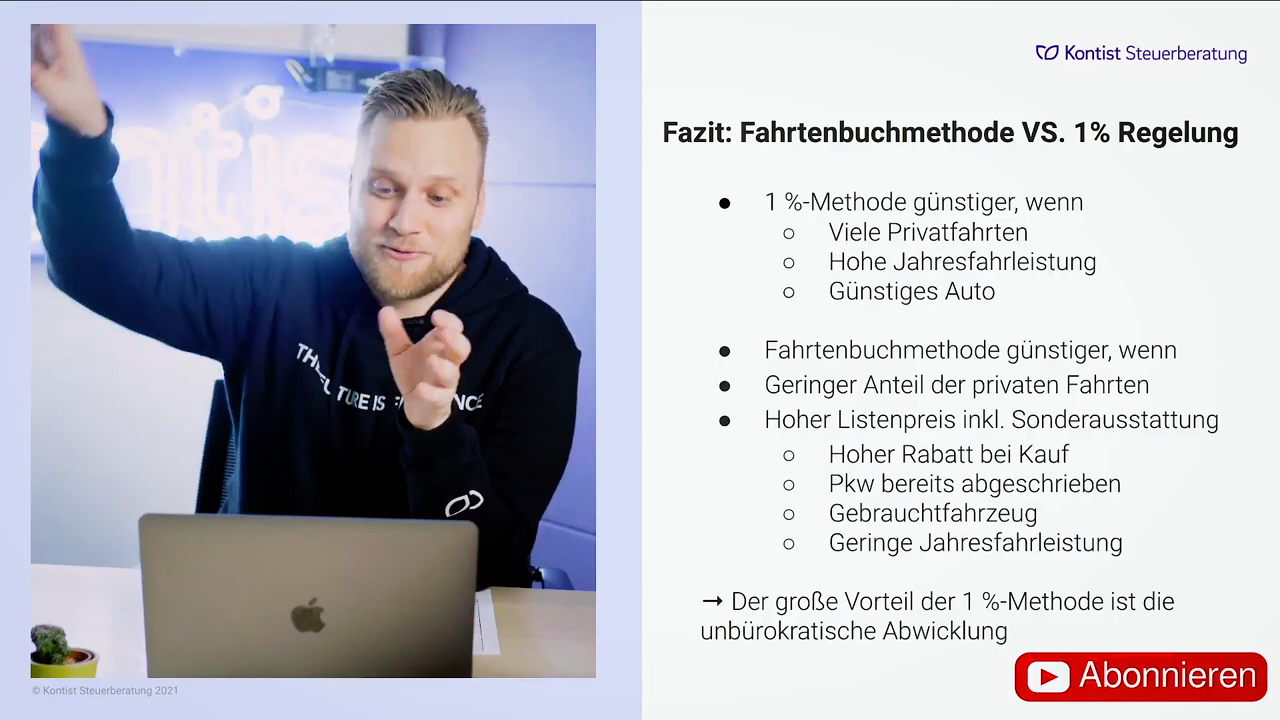 Kontist Steuerberatung
Fazit: Fahrtenbuchmethode VS. 1% Regelung
● 1 %-Methode günstiger, wenn
○ Viele Privatfahrten
○ Hohe Jahresfahrleistung
○ Günstiges Auto
● Fahrtenbuchmethode günstiger, wenn
● Geringer Anteil der privaten Fahrten
● Hoher Listenpreis inkl. Sonderausstattung
○ Hoher Rabatt bei Kauf
○ Pkw bereits abgeschrieben
○ Gebrauchtfahrzeug
○ Geringe Jahresfahrleistung
→ Der große Vorteil der 1 %-Methode ist die
unbürokratische Abwicklung
Abonnieren
THE
IS
© Kontist Steuerberatung 2021